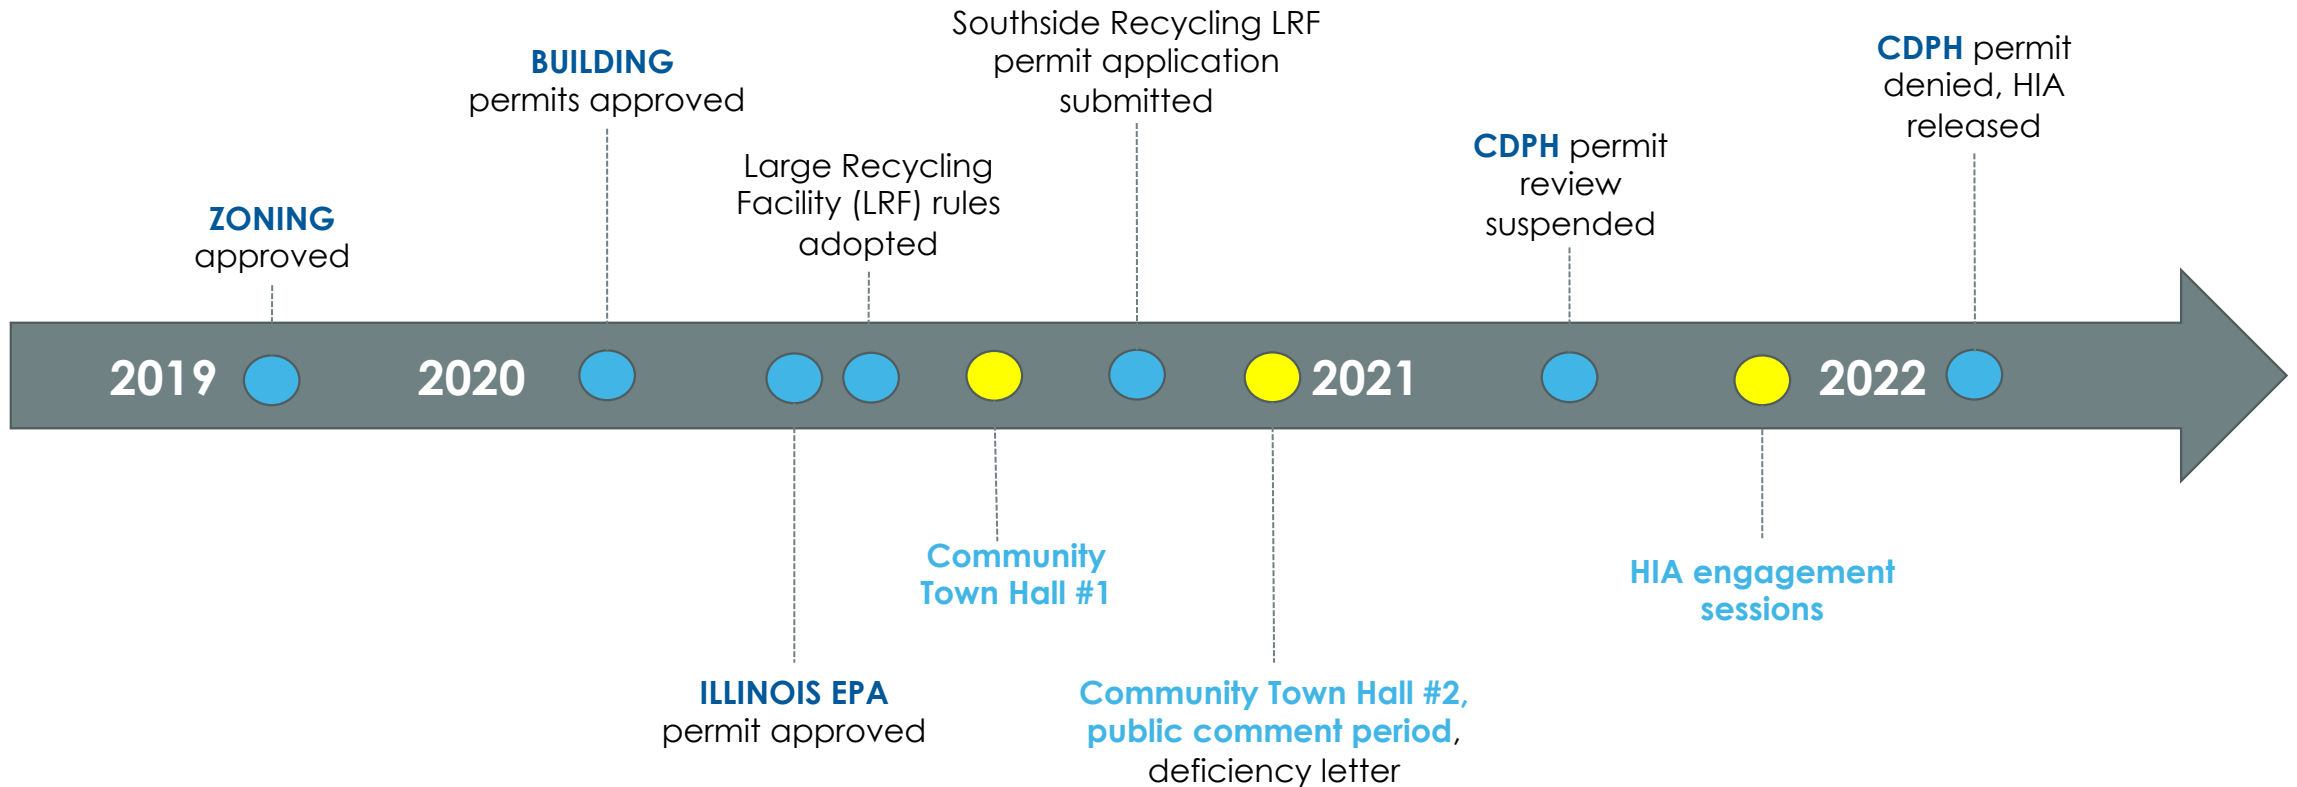 ZONING
approved
BUILDING
permits approved
Large Recycling
Facility (LRF) rules
adopted
Southside Recycling LRF
permit application
submitted
CDPH permit
review
suspended
CDPH permit
denied, HIA
released
2019
2020
2021
2022
ILLINOIS EPA
permit approved
Community
Town Hall #1
Community Town Hall #2,
public comment period,
deficiency letter
HIA engagement
sessions